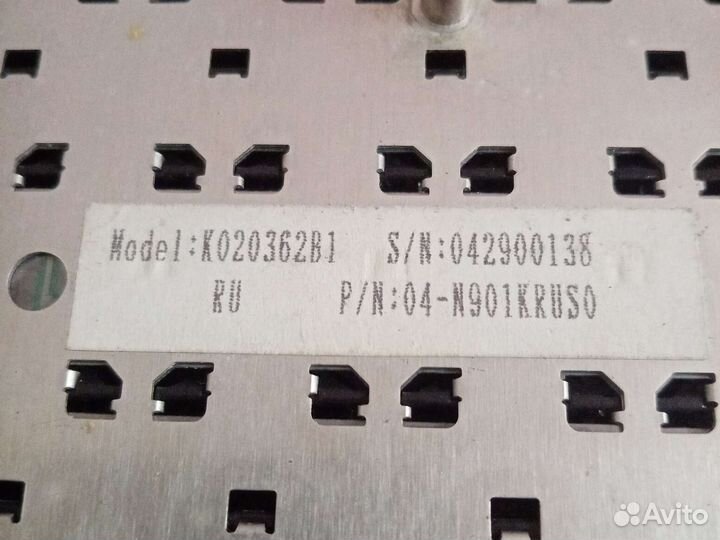 Model:K020362B1 S/N:042900138
RU P/N:04-N901KRUS0
Avito